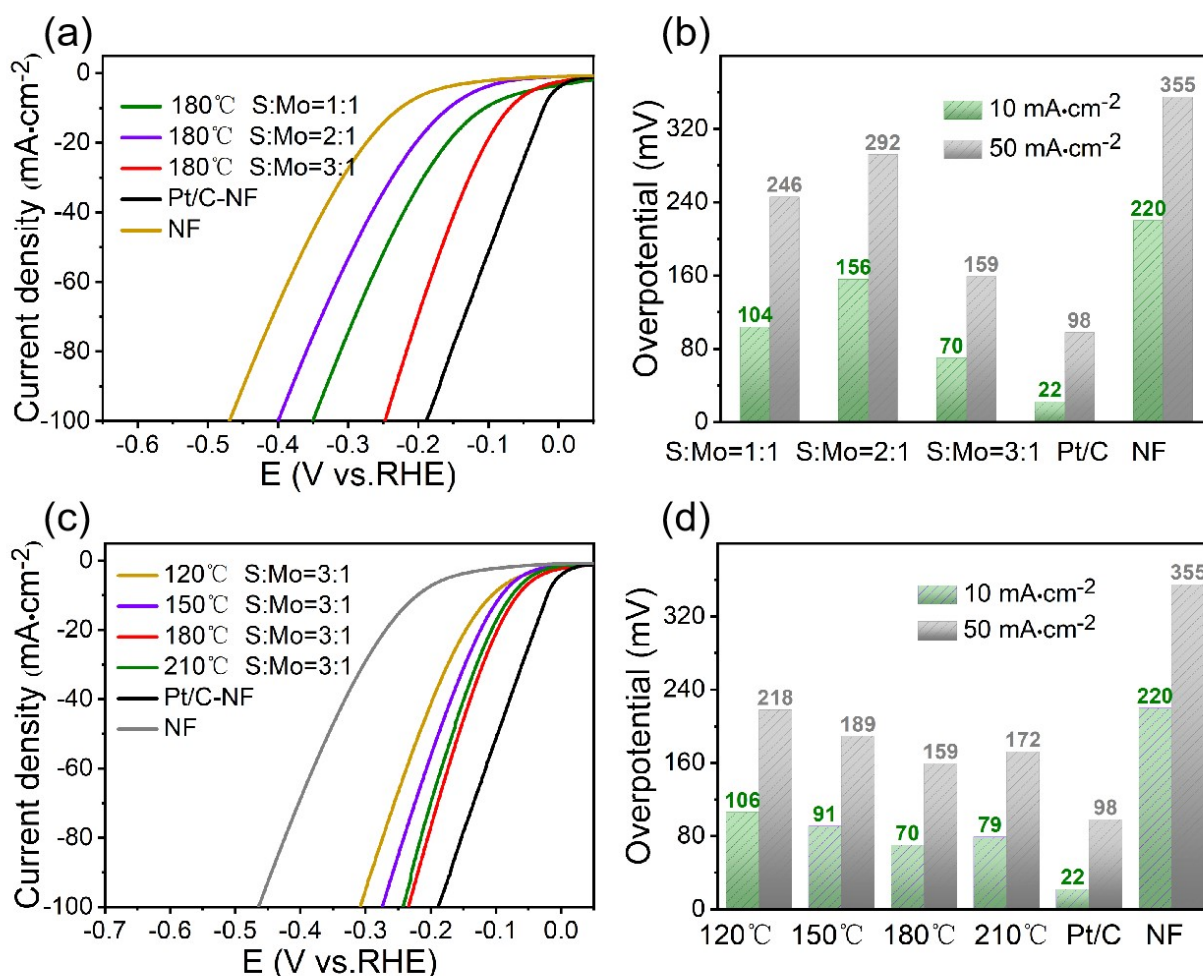 (a)
Current density (mA•cm-2)
0
-20
-40
-60
-80
-100
180℃ S:Mo=1:1
180℃ S:Mo=2:1
180℃ S:Mo=3:1
Pt/C-NF
NF
-0.6 -0.5 -0.4 -0.3 -0.2 -0.1 0.0
E (V vs.RHE)
(b)
Overpotential (mV)
360
240
160
80
0
10 mA•cm-2
50 mA•cm-2
104 246 156 292 70 159 22 98 220 355
S:Mo=1:1 S:Mo=2:1 S:Mo=3:1 Pt/C NF
(c)
Current density (mA•cm-2)
0
-20
-40
-60
-80
-100
120℃ S:Mo=3:1
150℃ S:Mo=3:1
180℃ S:Mo=3:1
210℃ S:Mo=3:1
Pt/C-NF
NF
-0.7 -0.6 -0.5 -0.4 -0.3 -0.2 -0.1 0.0
E (V vs.RHE)
(d)
Overpotential (mV)
320
240
160
80
0
10 mA•cm-2
50 mA•cm-2
106 218 91 189 70 159 79 172 22 98 220 355
120℃ 150℃ 180℃ 210℃ Pt/C NF